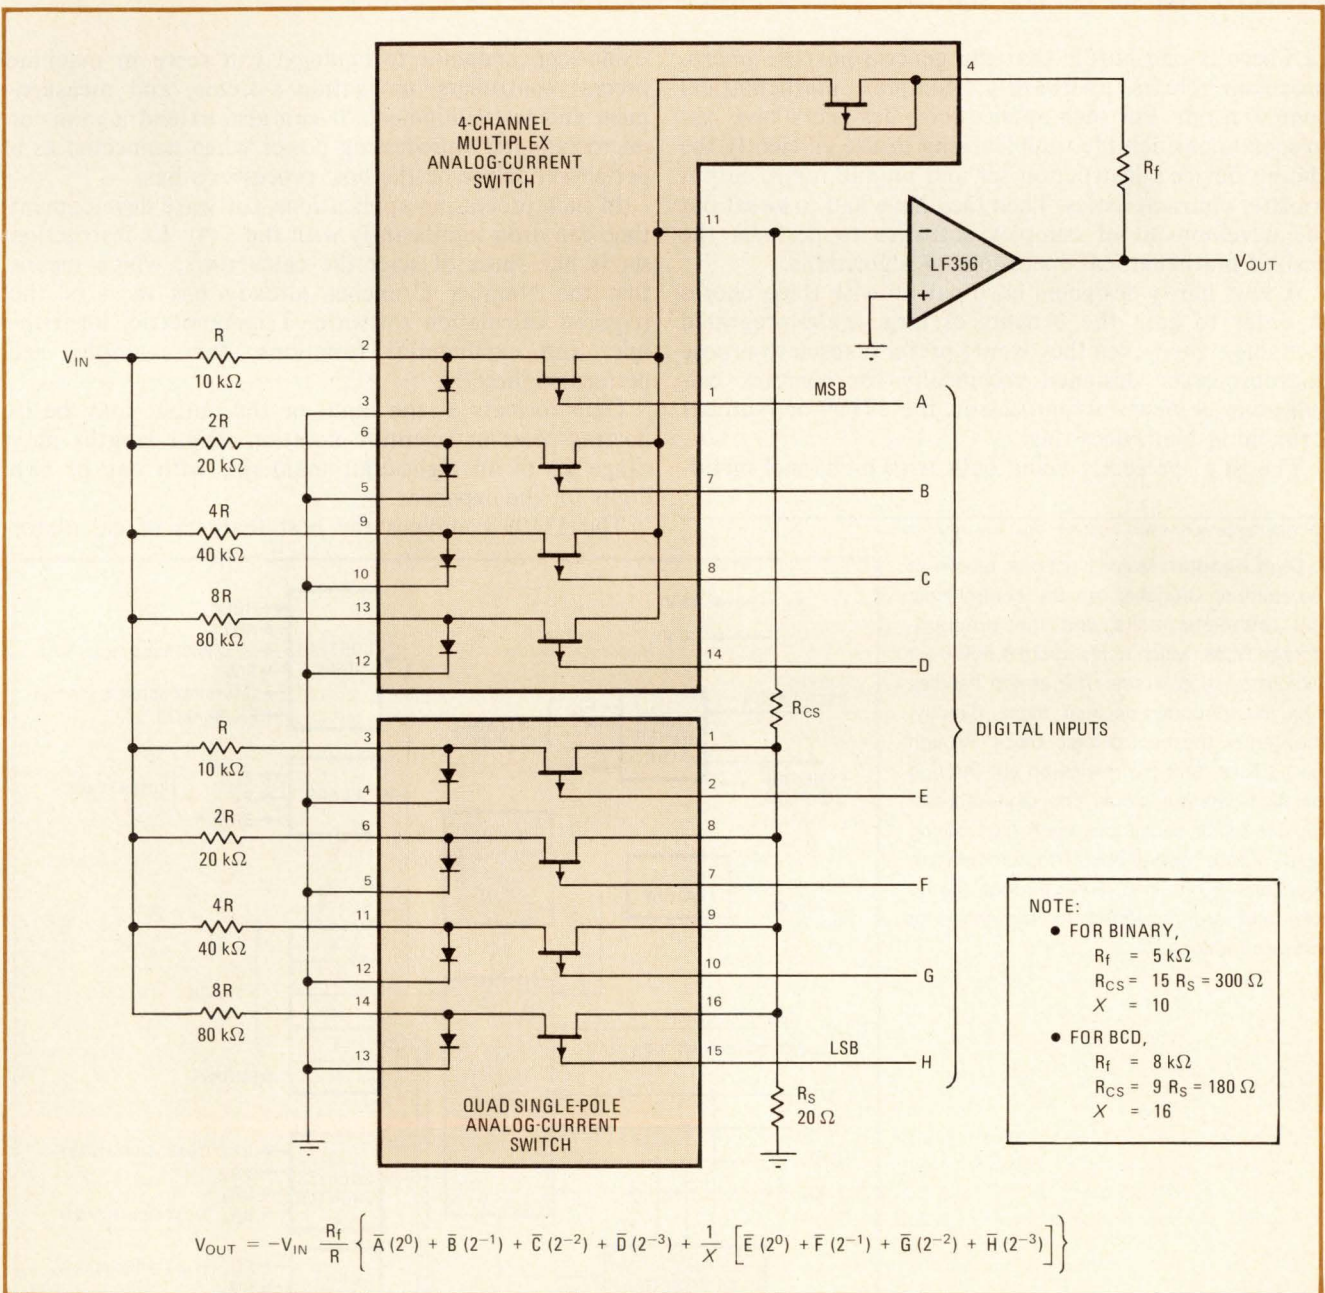 4-CHANNEL
MULTIPLEX
ANALOG-CURRENT
SWITCH
4
Rf
11
−
LF356
+
VOUT
VIN
R
10 kΩ
2
3
1
MSB
A
2R
20 kΩ
6
5
7
B
4R
40 kΩ
9
10
8
C
8R
80 kΩ
13
12
14
D
RCS
DIGITAL INPUTS
R
10 kΩ
3
4
1
2
E
2R
20 kΩ
6
5
8
7
F
4R
40 kΩ
11
12
9
10
G
8R
80 kΩ
14
13
16
15
LSB
H
RS
20 Ω
QUAD SINGLE-POLE
ANALOG-CURRENT
SWITCH
NOTE:
● FOR BINARY,
Rf = 5 kΩ
RCS = 15 RS = 300 Ω
X = 10
● FOR BCD,
Rf = 8 kΩ
RCS = 9 RS = 180 Ω
X = 16
VOUT = −VIN Rf/R { A̅ (2⁰) + B̅ (2⁻¹) + C̅ (2⁻²) + D̅ (2⁻³) + 1/X [ E̅ (2⁰) + F̅ (2⁻¹) + G̅ (2⁻²) + H̅ (2⁻³) ] }